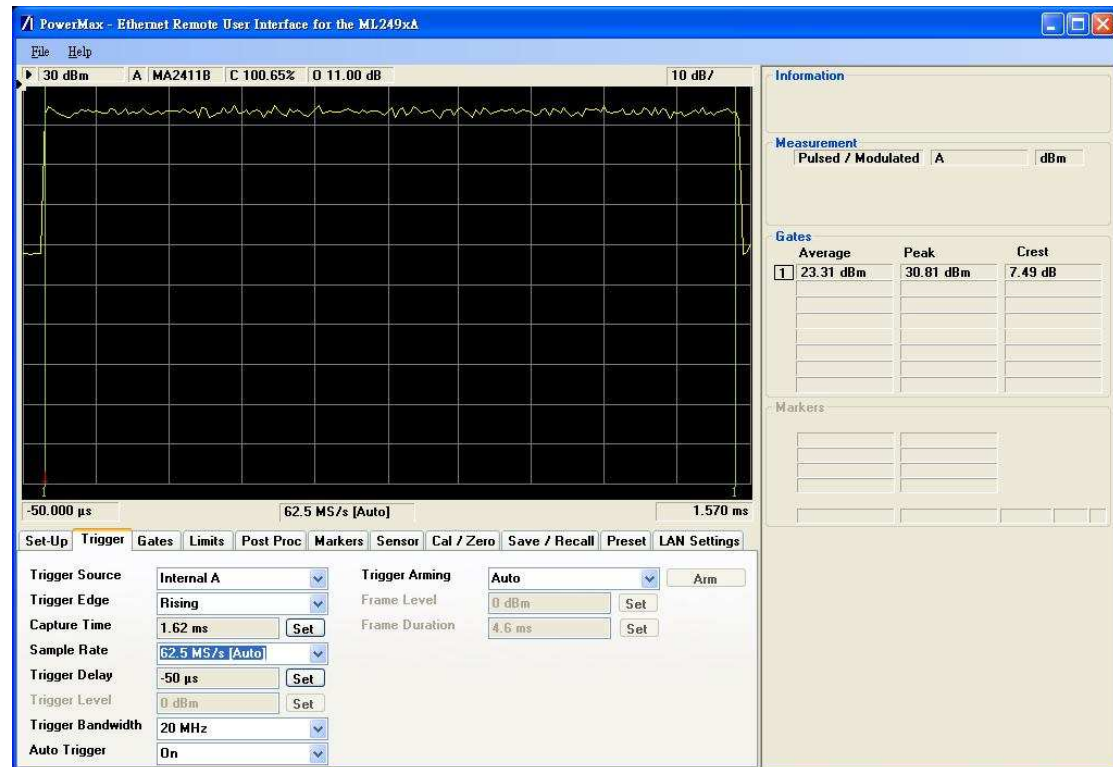 PowerMax - Ethernet Remote User Interface for the ML249xA
File Help
30 dBm A MA2411B C 100.65% O 11.00 dB 10 dB/
1 1
-50.000 µs 62.5 MS/s [Auto] 1.570 ms
Information
Measurement
Pulsed / Modulated A dBm
Gates
Average Peak Crest
1 23.31 dBm 30.81 dBm 7.49 dB
Markers
Set-Up Trigger Gates Limits Post Proc Markers Sensor Cal / Zero Save / Recall Preset LAN Settings
Trigger Source Internal A Trigger Arming Auto Arm
Trigger Edge Rising Frame Level 0 dBm Set
Capture Time 1.62 ms Set Frame Duration 4.6 ms Set
Sample Rate 62.5 MS/s [Auto]
Trigger Delay -50 µs Set
Trigger Level 0 dBm Set
Trigger Bandwidth 20 MHz
Auto Trigger On